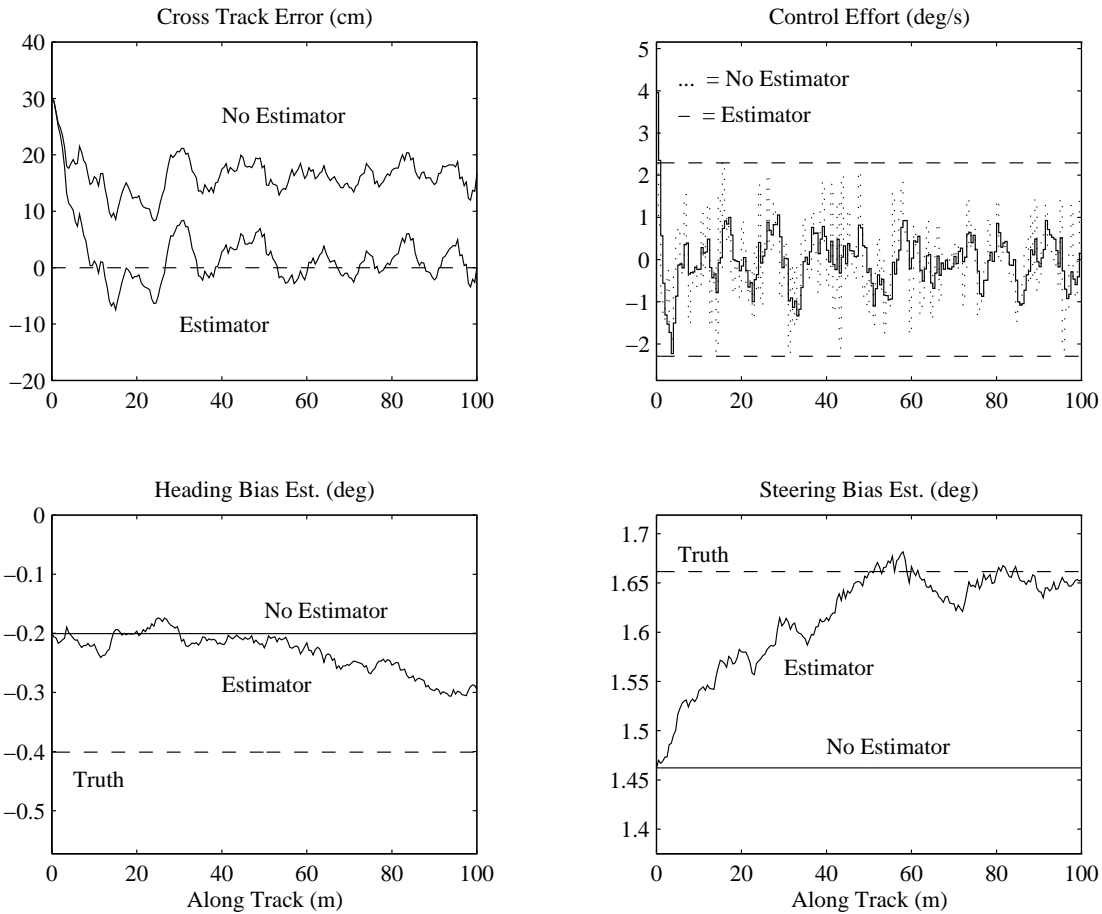 Cross Track Error (cm)
40
30
20
10
0
−10
−20
No Estimator
Estimator
0 20 40 60 80 100
Control Effort (deg/s)
5
4
3
2
1
0
−1
−2
... = No Estimator
– = Estimator
0 20 40 60 80 100
Heading Bias Est. (deg)
0
−0.1
−0.2
−0.3
−0.4
−0.5
No Estimator
Estimator
Truth
0 20 40 60 80 100
Along Track (m)
Steering Bias Est. (deg)
1.7
1.65
1.6
1.55
1.5
1.45
1.4
Truth
Estimator
No Estimator
0 20 40 60 80 100
Along Track (m)